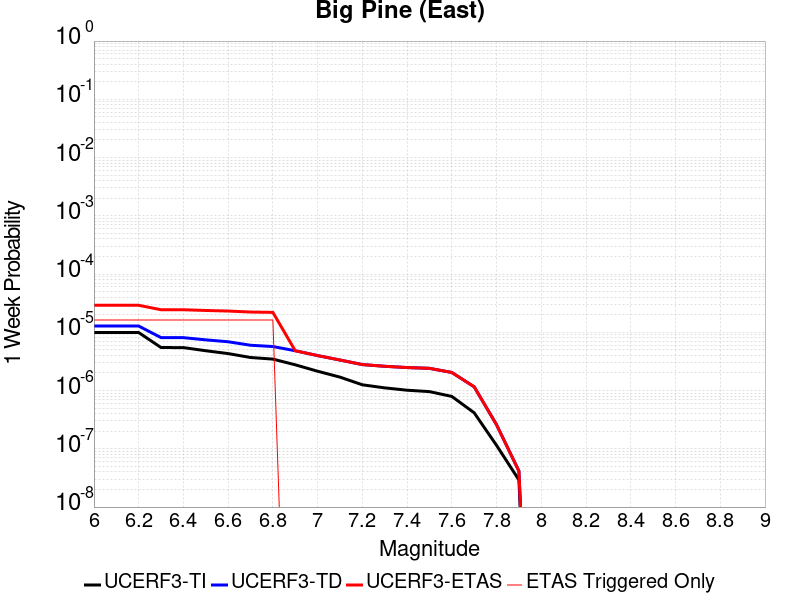 Big Pine (East)
1 Week Probability
10^0
10^-1
10^-2
10^-3
10^-4
10^-5
10^-6
10^-7
10^-8
6 6.2 6.4 6.6 6.8 7 7.2 7.4 7.6 7.8 8 8.2 8.4 8.6 8.8 9
Magnitude
UCERF3-TI UCERF3-TD UCERF3-ETAS ETAS Triggered Only